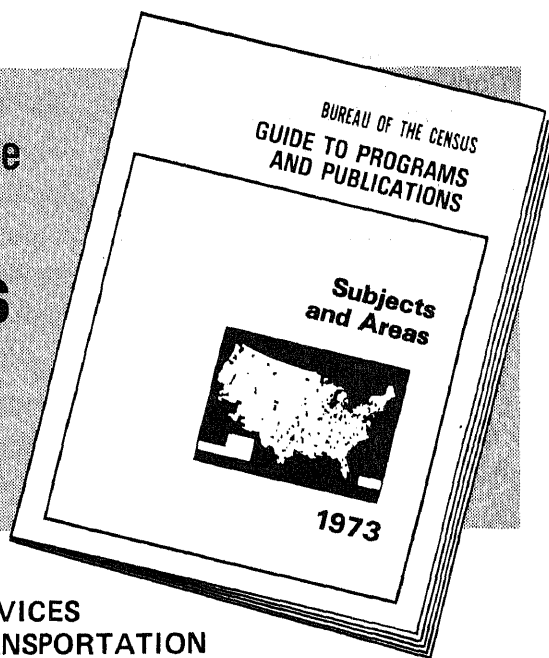 e
s
BUREAU OF THE CENSUS
GUIDE TO PROGRAMS
AND PUBLICATIONS
Subjects
and Areas
1973
VICES
NSPORTATION